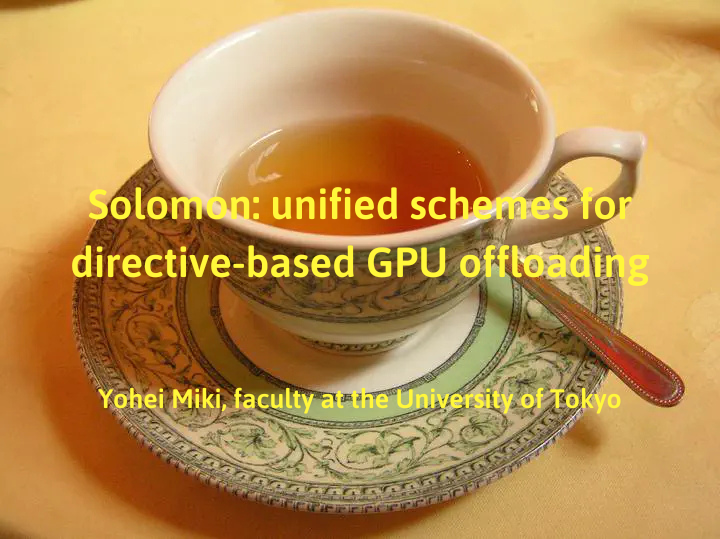 Solomon: unified schemes for
directive-based GPU offloading
Yohei Miki, faculty at the University of Tokyo